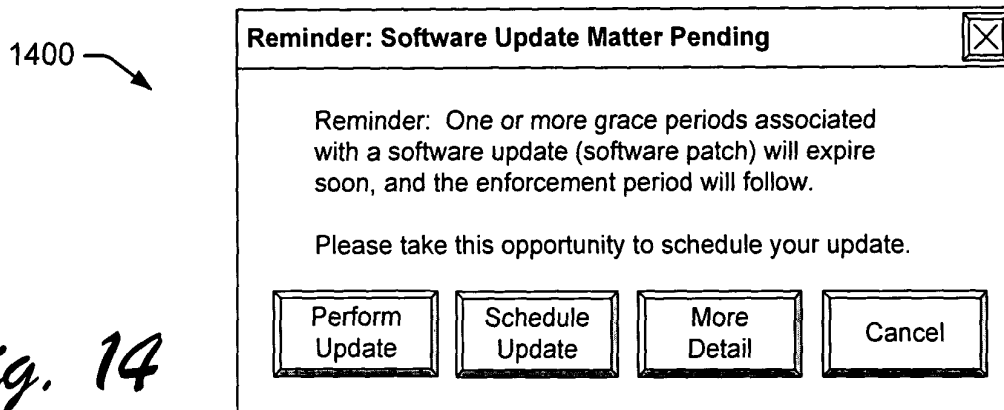 1400
Reminder: Software Update Matter Pending
Reminder: One or more grace periods associated
with a software update (software patch) will expire
soon, and the enforcement period will follow.
Please take this opportunity to schedule your update.
Perform
Update
Schedule
Update
More
Detail
Cancel
ig. 14